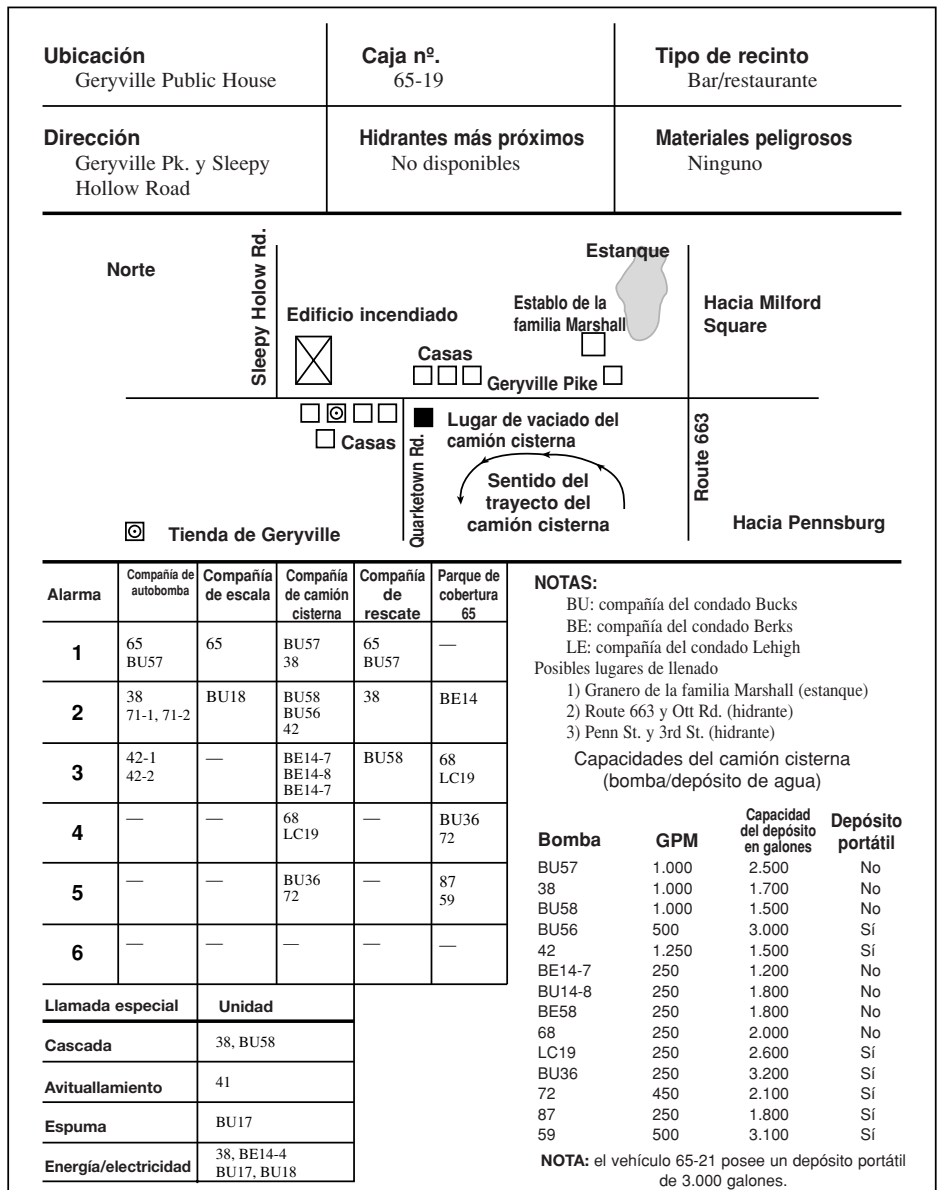 Ubicación
Geryville Public House
Caja nº.
65-19
Tipo de recinto
Bar/restaurante
Dirección
Geryville Pk. y Sleepy
Hollow Road
Hidrantes más próximos
No disponibles
Materiales peligrosos
Ninguno
Norte
Sleepy Holow Rd.
Edificio incendiado
Estanque
Establo de la
familia Marshall
Hacia Milford
Square
Casas
Geryville Pike
Casas
Quarketown Rd.
Lugar de vaciado del
camión cisterna
Sentido del
trayecto del
camión cisterna
Route 663
Hacia Pennsburg
Tienda de Geryville
Alarma
Compañía de
autobomba
Compañía
de escala
Compañía
de camión
cisterna
Compañía
de
rescate
Parque de
cobertura
65
1
65
BU57
65
BU57
38
65
BU57
—
2
38
71-1, 71-2
BU18
BU58
BU56
42
38
BE14
3
42-1
42-2
—
BE14-7
BE14-8
BE14-7
BU58
68
LC19
4
—
—
68
LC19
—
BU36
72
5
—
—
BU36
72
—
87
59
6
—
—
—
—
—
Llamada especial
Unidad
Cascada
38, BU58
Avituallamiento
41
Espuma
BU17
Energía/electricidad
38, BE14-4
BU17, BU18
NOTAS:
BU: compañía del condado Bucks
BE: compañía del condado Berks
LE: compañía del condado Lehigh
Posibles lugares de llenado
1) Granero de la familia Marshall (estanque)
2) Route 663 y Ott Rd. (hidrante)
3) Penn St. y 3rd St. (hidrante)
Capacidades del camión cisterna
(bomba/depósito de agua)
Bomba GPM Capacidad del depósito en galones Depósito portátil
BU57 1.000 2.500 No
38 1.000 1.700 No
BU58 1.000 1.500 No
BU56 500 3.000 Sí
42 1.250 1.500 Sí
BE14-7 250 1.200 No
BU14-8 250 1.800 No
BE58 250 1.800 No
68 250 2.000 No
LC19 250 2.600 Sí
BU36 250 3.200 Sí
72 450 2.100 Sí
87 250 1.800 Sí
59 500 3.100 Sí
NOTA: el vehículo 65-21 posee un depósito portátil
de 3.000 galones.